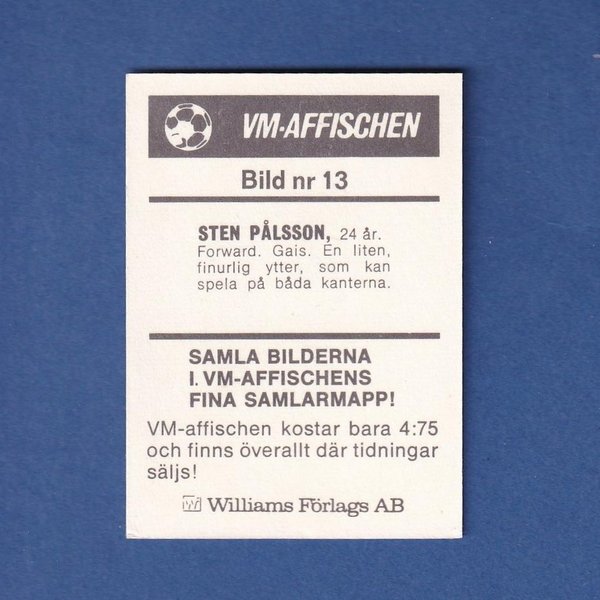 VM-AFFISCHEN
Bild nr 13
STEN PÅLSSON, 24 år.
Forward. Gais. En liten,
finurlig ytter, som kan
spela på båda kanterna.
SAMLA BILDERNA
I. VM-AFFISCHENS
FINA SAMLARMAPP!
VM-affischen kostar bara 4:75
och finns överallt där tidningar
säljs!
Wi Williams Förlags AB